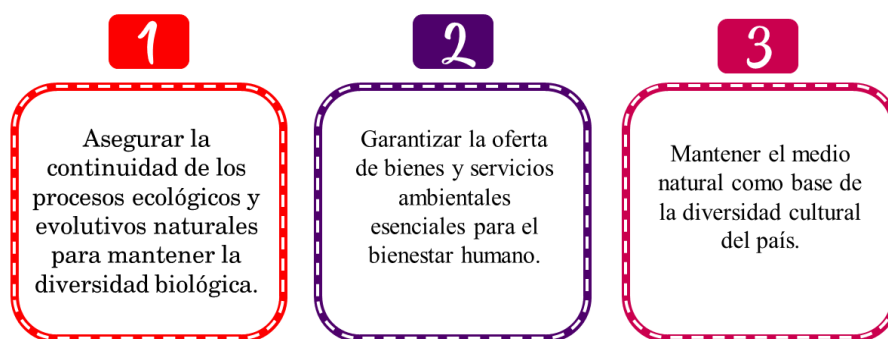 1
Asegurar la
continuidad de los
procesos ecológicos y
evolutivos naturales
para mantener la
diversidad biológica.
2
Garantizar la oferta
de bienes y servicios
ambientales
esenciales para el
bienestar humano.
3
Mantener el medio
natural como base de
la diversidad cultural
del país.